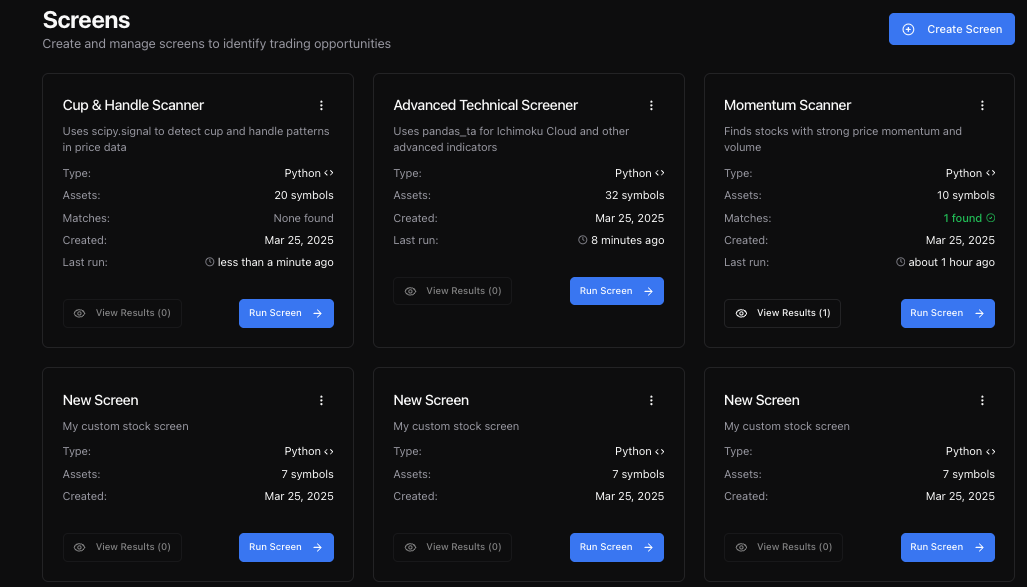 Screens
Create and manage screens to identify trading opportunities
Create Screen
Cup & Handle Scanner
Uses scipy.signal to detect cup and handle patterns
in price data
Type: Python
Assets: 20 symbols
Matches: None found
Created: Mar 25, 2025
Last run: less than a minute ago
View Results (0) Run Screen
Advanced Technical Screener
Uses pandas_ta for Ichimoku Cloud and other
advanced indicators
Type: Python
Assets: 32 symbols
Created: Mar 25, 2025
Last run: 8 minutes ago
View Results (0) Run Screen
Momentum Scanner
Finds stocks with strong price momentum and
volume
Type: Python
Assets: 10 symbols
Matches: 1 found
Created: Mar 25, 2025
Last run: about 1 hour ago
View Results (1) Run Screen
New Screen
My custom stock screen
Type: Python
Assets: 7 symbols
Created: Mar 25, 2025
View Results (0) Run Screen
New Screen
My custom stock screen
Type: Python
Assets: 7 symbols
Created: Mar 25, 2025
View Results (0) Run Screen
New Screen
My custom stock screen
Type: Python
Assets: 7 symbols
Created: Mar 25, 2025
View Results (0) Run Screen